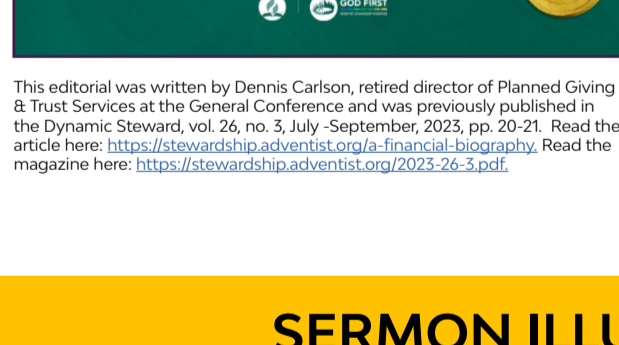 GOD FIRST
This editorial was written by Dennis Carlson, retired director of Planned Giving
& Trust Services at the General Conference and was previously published in
the Dynamic Steward, vol. 26, no. 3, July -September, 2023, pp. 20-21.  Read the
article here: https://stewardship.adventist.org/a-financial-biography. Read the
magazine here: https://stewardship.adventist.org/2023-26-3.pdf.
SERMON ILLU